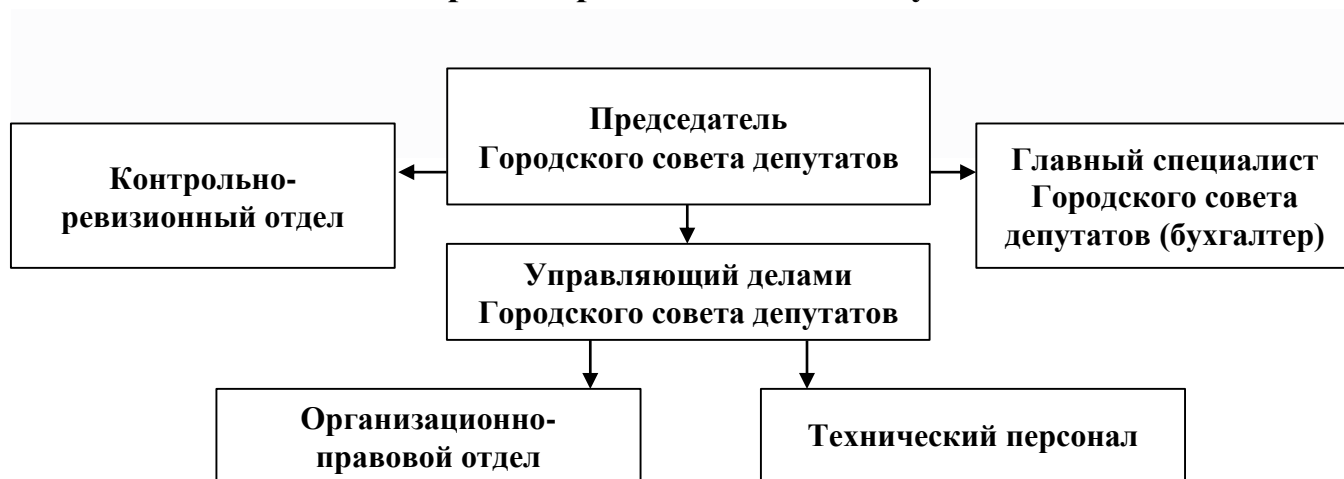 Председатель
Городского совета депутатов
Контрольно-
ревизионный отдел
Главный специалист
Городского совета
депутатов (бухгалтер)
Управляющий делами
Городского совета депутатов
Организационно-
правовой отдел
Технический персонал